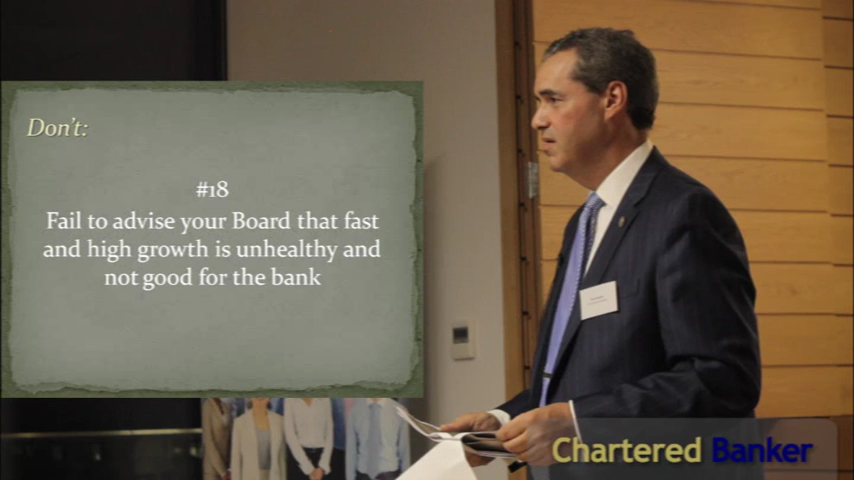 Don't:
#18
Fail to advise your Board that fast
and high growth is unhealthy and
not good for the bank
Chartered Banker